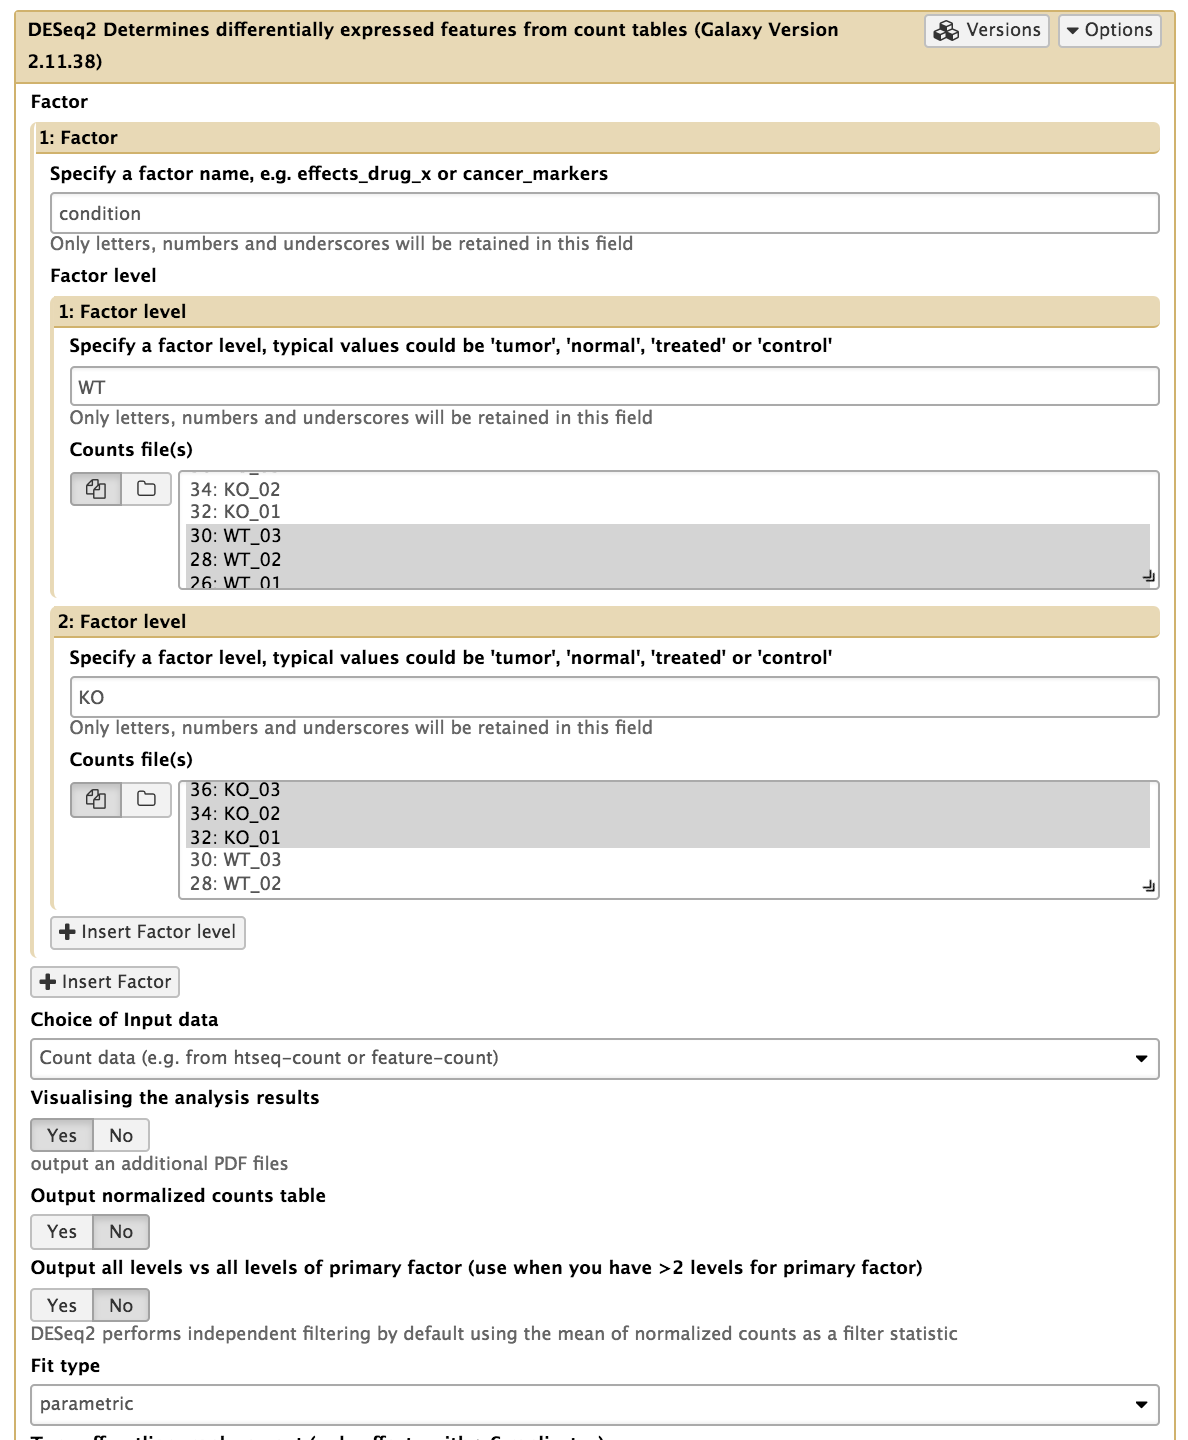 DESeq2 Determines differentially expressed features from count tables (Galaxy Version
2.11.38)
Versions
Options
Factor
1: Factor
Specify a factor name, e.g. effects_drug_x or cancer_markers
condition
Only letters, numbers and underscores will be retained in this field
Factor level
1: Factor level
Specify a factor level, typical values could be 'tumor', 'normal', 'treated' or 'control'
WT
Only letters, numbers and underscores will be retained in this field
Counts file(s)
34: KO_02
32: KO_01
30: WT_03
28: WT_02
26: WT_01
2: Factor level
Specify a factor level, typical values could be 'tumor', 'normal', 'treated' or 'control'
KO
Only letters, numbers and underscores will be retained in this field
Counts file(s)
36: KO_03
34: KO_02
32: KO_01
30: WT_03
28: WT_02
Insert Factor level
Insert Factor
Choice of Input data
Count data (e.g. from htseq-count or feature-count)
Visualising the analysis results
Yes No
output an additional PDF files
Output normalized counts table
Yes No
Output all levels vs all levels of primary factor (use when you have >2 levels for primary factor)
Yes No
DESeq2 performs independent filtering by default using the mean of normalized counts as a filter statistic
Fit type
parametric